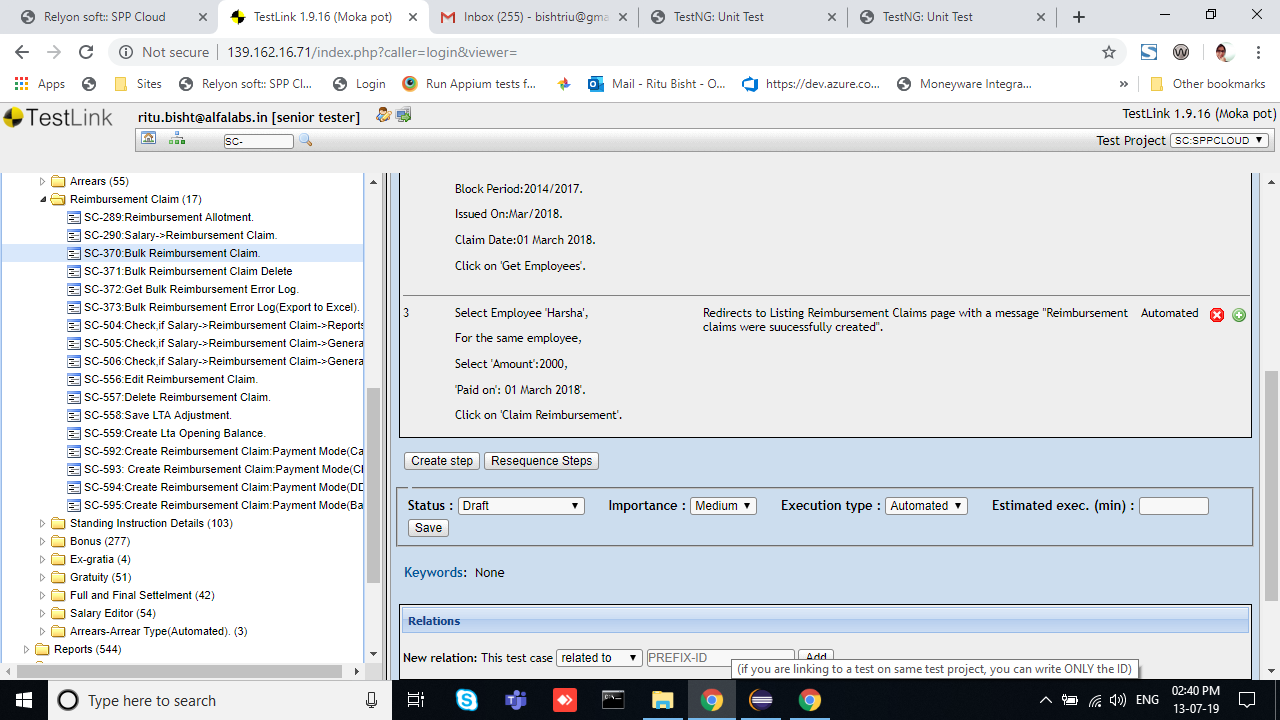 Relyon soft:: SPP Cloud
TestLink 1.9.16 (Moka pot)
Inbox (255) - bishtriu@gma
TestNG: Unit Test
TestNG: Unit Test
Not secure
139.162.16.71/index.php?caller=login&viewer=
Apps
Sites
Relyon soft:: SPP Cl...
Login
Run Appium tests f...
Mail - Ritu Bisht - O...
https://dev.azure.co...
Moneyware Integra...
»
Other bookmarks
TestLink
ritu.bisht@alfalabs.in [senior tester]
TestLink 1.9.16 (Moka pot)
SC-
Test Project
SC:SPPCLOUD
Arrears (55)
Reimbursement Claim (17)
SC-289:Reimbursement Allotment.
SC-290:Salary->Reimbursement Claim.
SC-370:Bulk Reimbursement Claim.
SC-371:Bulk Reimbursement Claim Delete
SC-372:Get Bulk Reimbursement Error Log.
SC-373:Bulk Reimbursement Error Log(Export to Excel).
SC-504:Check,if Salary->Reimbursement Claim->Reports
SC-505:Check,if Salary->Reimbursement Claim->Genera
SC-506:Check,if Salary->Reimbursement Claim->Genera
SC-556:Edit Reimbursement Claim.
SC-557:Delete Reimbursement Claim.
SC-558:Save LTA Adjustment.
SC-559:Create Lta Opening Balance.
SC-592:Create Reimbursement Claim:Payment Mode(Ca
SC-593: Create Reimbursement Claim:Payment Mode(Cl
SC-594:Create Reimbursement Claim:Payment Mode(DD
SC-595:Create Reimbursement Claim:Payment Mode(Ba
Standing Instruction Details (103)
Bonus (277)
Ex-gratia (4)
Gratuity (51)
Full and Final Settelment (42)
Salary Editor (54)
Arrears-Arrear Type(Automated). (3)
Reports (544)
Block Period:2014/2017.
Issued On:Mar/2018.
Claim Date:01 March 2018.
Click on 'Get Employees'.
3
Select Employee 'Harsha',
For the same employee,
Select 'Amount':2000,
'Paid on': 01 March 2018'.
Click on 'Claim Reimbursement'.
Redirects to Listing Reimbursement Claims page with a message "Reimbursement
claims were suucessfully created".
Automated
Create step
Resequence Steps
Status : Draft
Importance : Medium
Execution type : Automated
Estimated exec. (min) :
Save
Keywords: None
Relations
New relation: This test case related to PREFIX-ID Add
(if you are linking to a test on same test project, you can write ONLY the ID)
Type here to search
ENG
02:40 PM
13-07-19